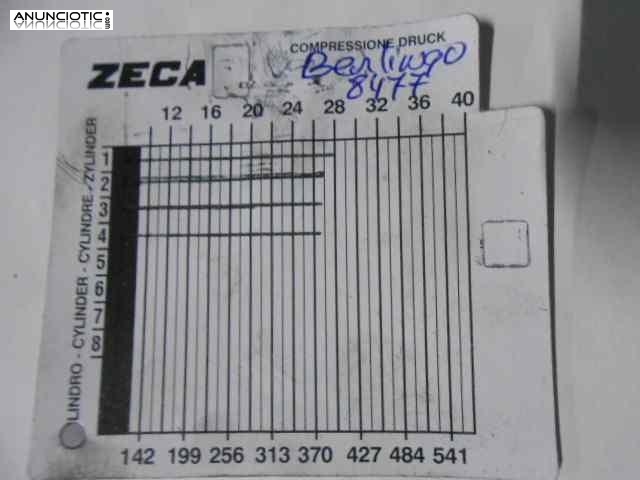 ANUNCIOTIC
ZECA
COMPRESSIONE DRUCK
Berlingo
8477
12 16 20 24 28 32 36 40
LINDRO - CYLINDER - CYLINDRE - ZYLINDER
1
2
3
4
5
6
7
8
142 199 256 313 370 427 484 541